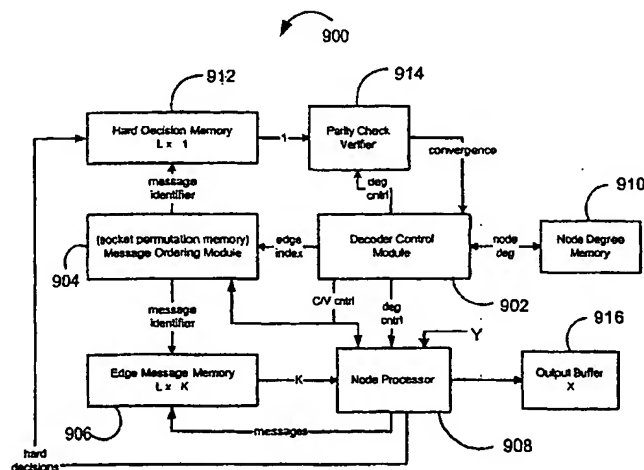 900
912
914
Hard Decision Memory
L x 1
1
Parity Check
Verifier
convergence
message
identifier
deg
cntrl
910
(socket permutation memory)
Message Ordering Module
edge
index
Decoder Control
Module
node
deg
Node Degree
Memory
904
C/V cntrl
deg
cntrl
902
message
identifier
Y
916
Edge Message Memory
L x K
K
Node Processor
Output Buffer
X
906
messages
908
hard
decisions